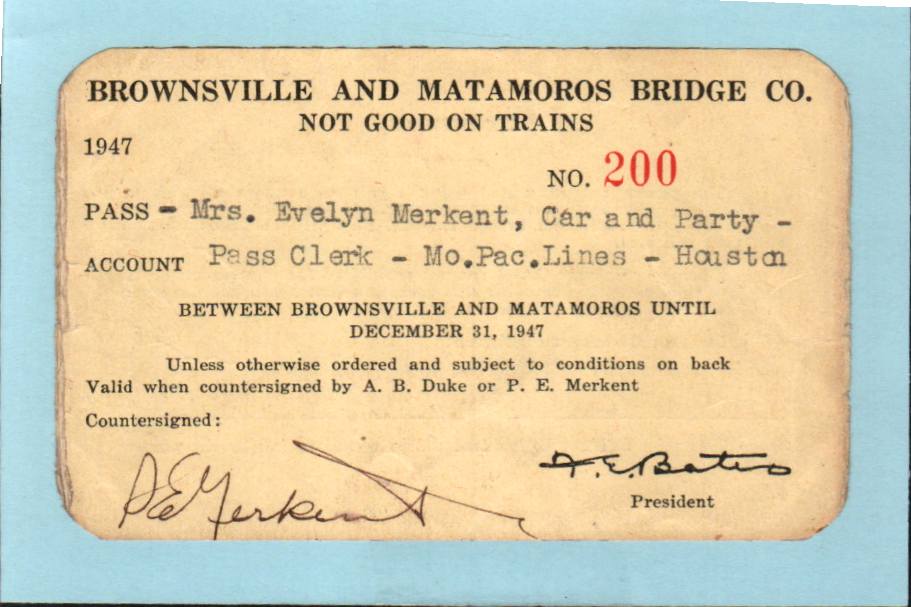 BROWNSVILLE AND MATAMOROS BRIDGE CO.
NOT GOOD ON TRAINS
1947
NO. 200
PASS - Mrs. Evelyn Merkent, Car and Party -
ACCOUNT Pass Clerk - Mo.Pac.Lines - Houston
BETWEEN BROWNSVILLE AND MATAMOROS UNTIL
DECEMBER 31, 1947
Unless otherwise ordered and subject to conditions on back
Valid when countersigned by A. B. Duke or P. E. Merkent
Countersigned:
P E Merkent
F. E. Bates
President